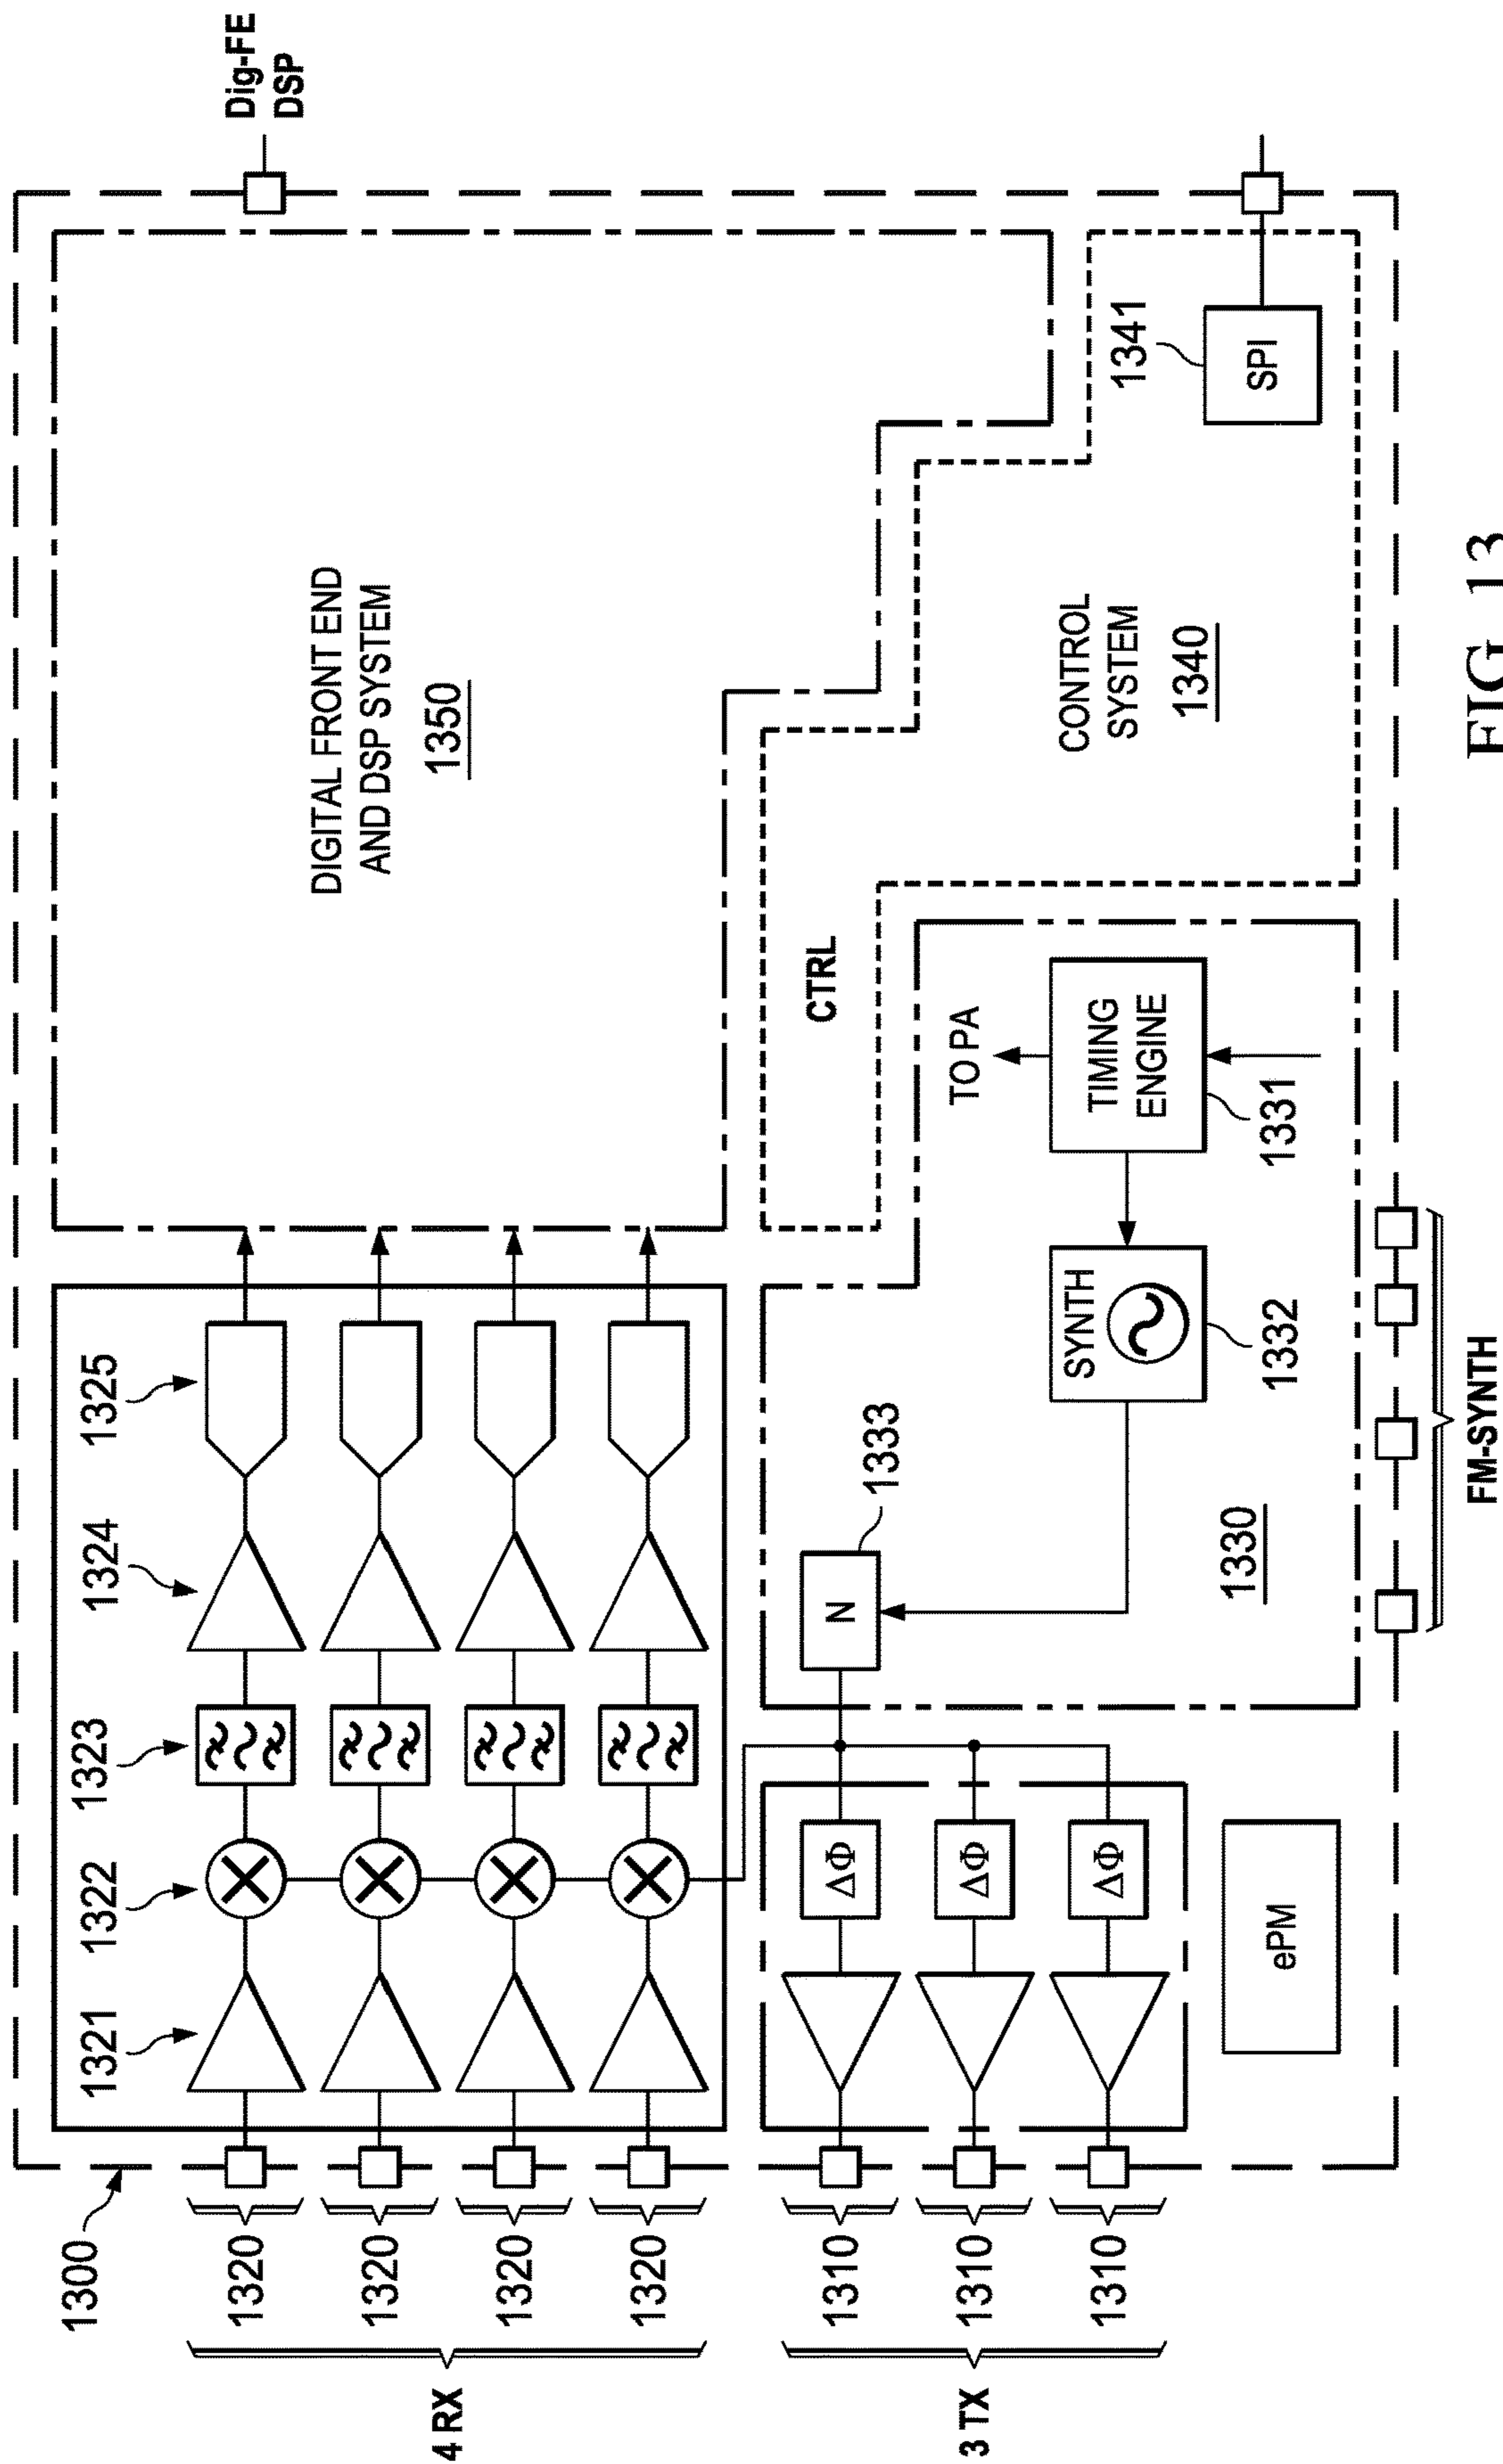 1300
4 RX
1320
1320
1320
1320
3 TX
1310
1310
1310
1321
1322
1323
1324
1325
DIGITAL FRONT END
AND DSP SYSTEM
1350
Dig-FE
DSP
ΔΦ
ΔΦ
ΔΦ
ePM
N
1333
1330
SYNTH
1332
TIMING
ENGINE
1331
TO PA
CTRL
CONTROL
SYSTEM
1340
SPI
1341
FM-SYNTH
FIG. 13